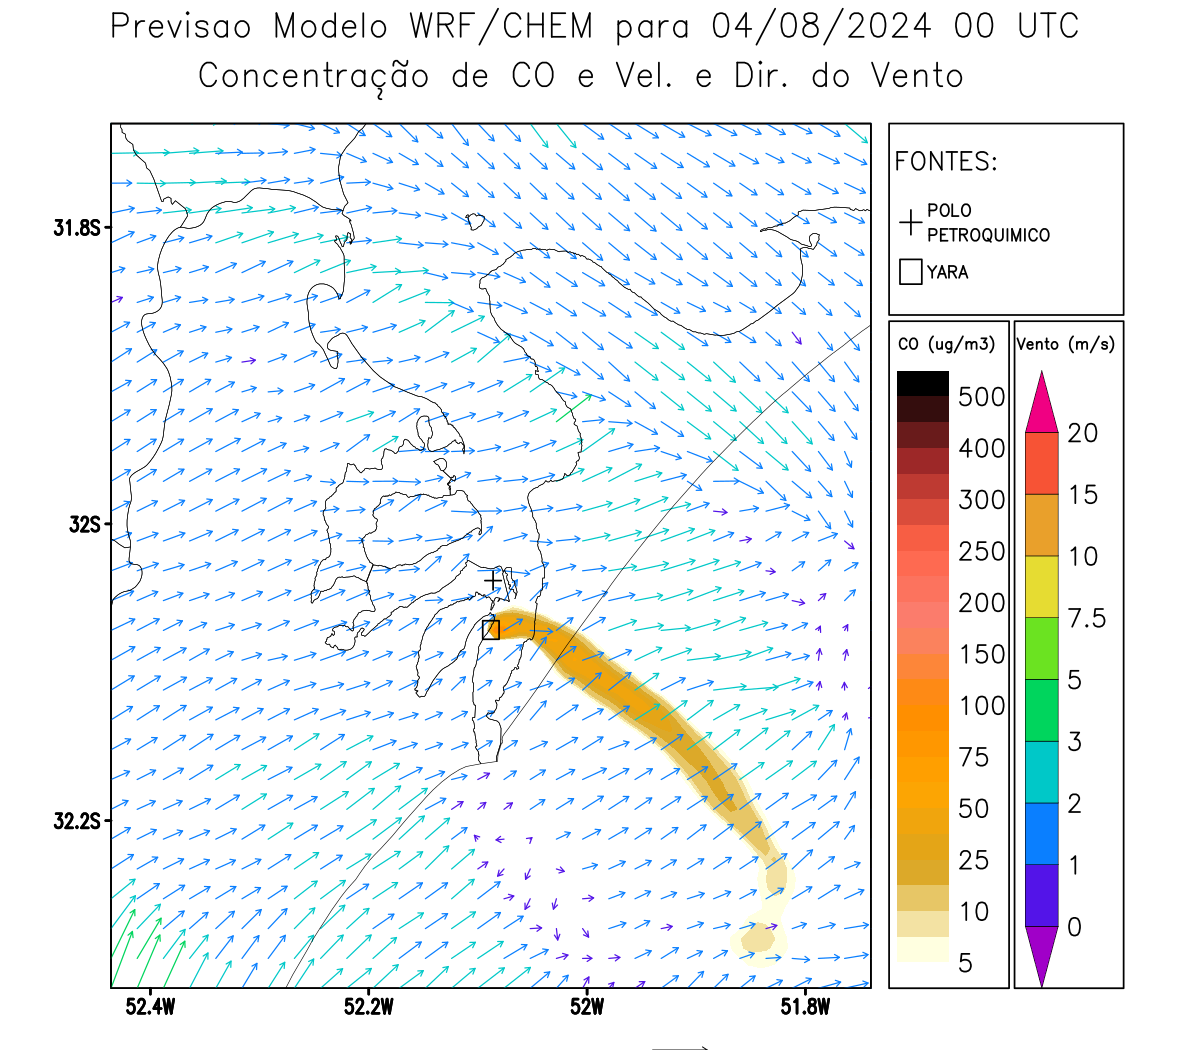 Previsao Modelo WRF/CHEM para 04/08/2024 00 UTC
Concentração de CO e Vel. e Dir. do Vento
FONTES:
POLO
PETROQUIMICO
YARA
CO (ug/m3)
500
400
300
250
200
150
100
75
50
25
10
5
Vento (m/s)
20
15
10
7.5
5
3
2
1
0
31.8S
32S
32.2S
52.4W
52.2W
52W
51.8W